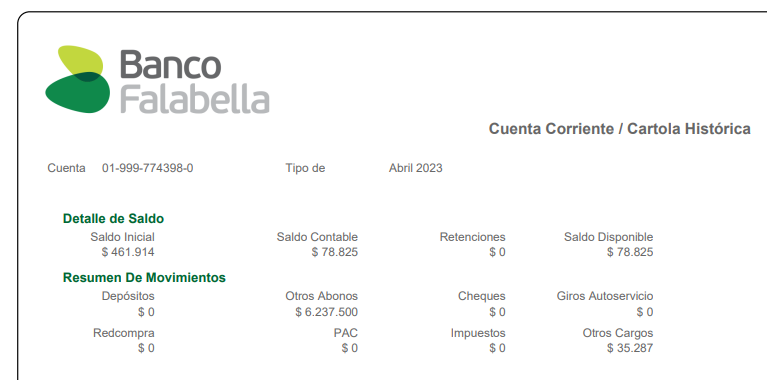 Banco
Falabella
Cuenta Corriente / Cartola Histórica
Cuenta 01-999-774398-0 Tipo de Abril 2023
Detalle de Saldo
Saldo Inicial Saldo Contable Retenciones Saldo Disponible
$ 461.914 $ 78.825 $ 0 $ 78.825
Resumen De Movimientos
Depósitos Otros Abonos Cheques Giros Autoservicio
$ 0 $ 6.237.500 $ 0 $ 0
Redcompra PAC Impuestos Otros Cargos
$ 0 $ 0 $ 0 $ 35.287